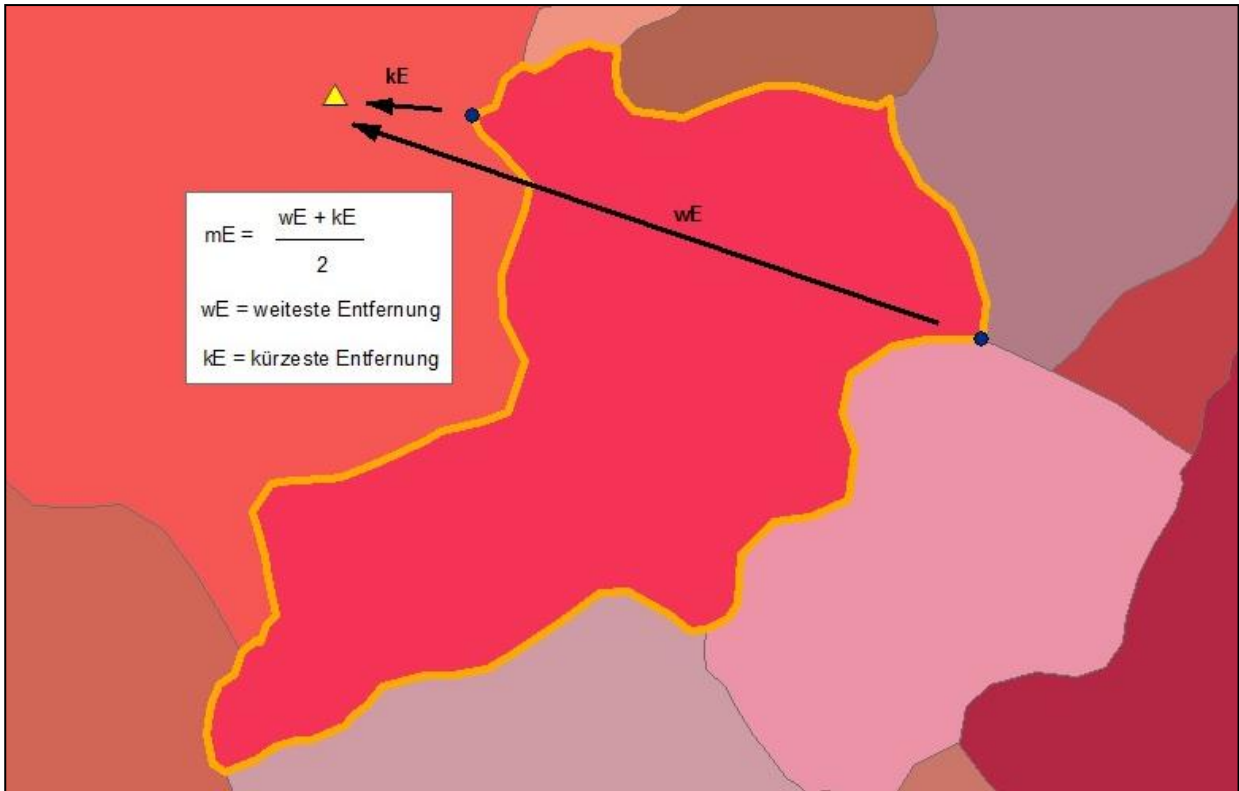 kE
wE
mE = wE + kE
2
wE = weiteste Entfernung
kE = kürzeste Entfernung